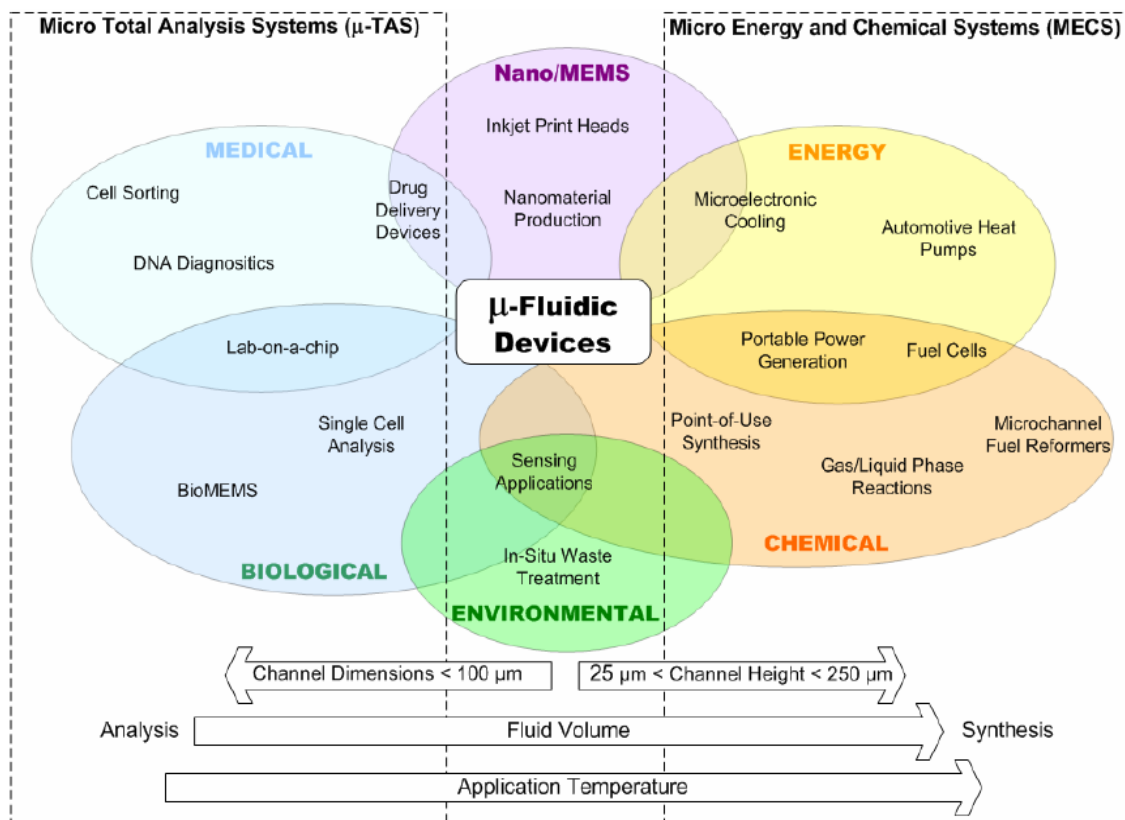 Micro Total Analysis Systems (μ-TAS)
Micro Energy and Chemical Systems (MECS)
Nano/MEMS
Inkjet Print Heads
MEDICAL
ENERGY
Cell Sorting
Drug
Delivery
Devices
Nanomaterial
Production
Microelectronic
Cooling
Automotive Heat
Pumps
DNA Diagnositics
μ-Fluidic
Devices
Lab-on-a-chip
Portable Power
Generation
Fuel Cells
Single Cell
Analysis
Point-of-Use
Synthesis
Microchannel
Fuel Reformers
Sensing
Applications
Gas/Liquid Phase
Reactions
BioMEMS
CHEMICAL
BIOLOGICAL
In-Situ Waste
Treatment
ENVIRONMENTAL
Channel Dimensions < 100 μm
25 μm < Channel Height < 250 μm
Analysis
Fluid Volume
Synthesis
Application Temperature